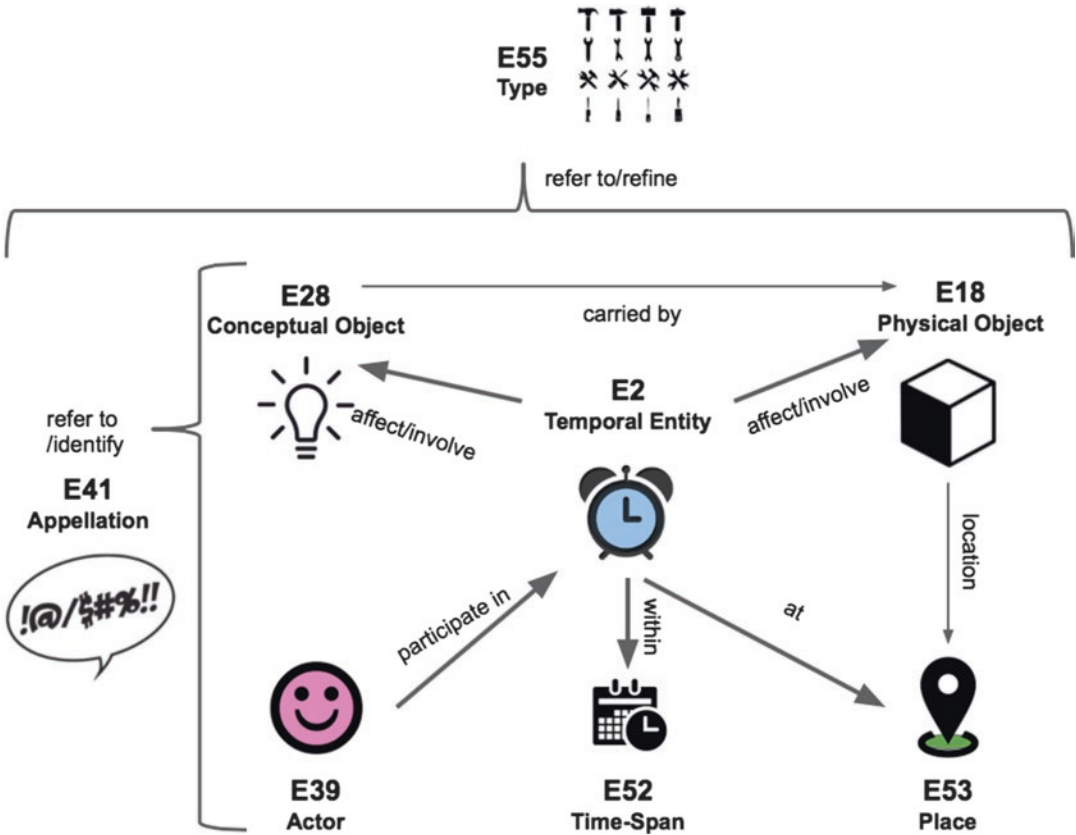 E55
Type
refer to/refine
E28
Conceptual Object
carried by
E18
Physical Object
affect/involve
E2
Temporal Entity
affect/involve
refer to
/identify
E41
Appellation
!@/$#%!!
participate in
within
at
location
E39
Actor
E52
Time-Span
E53
Place